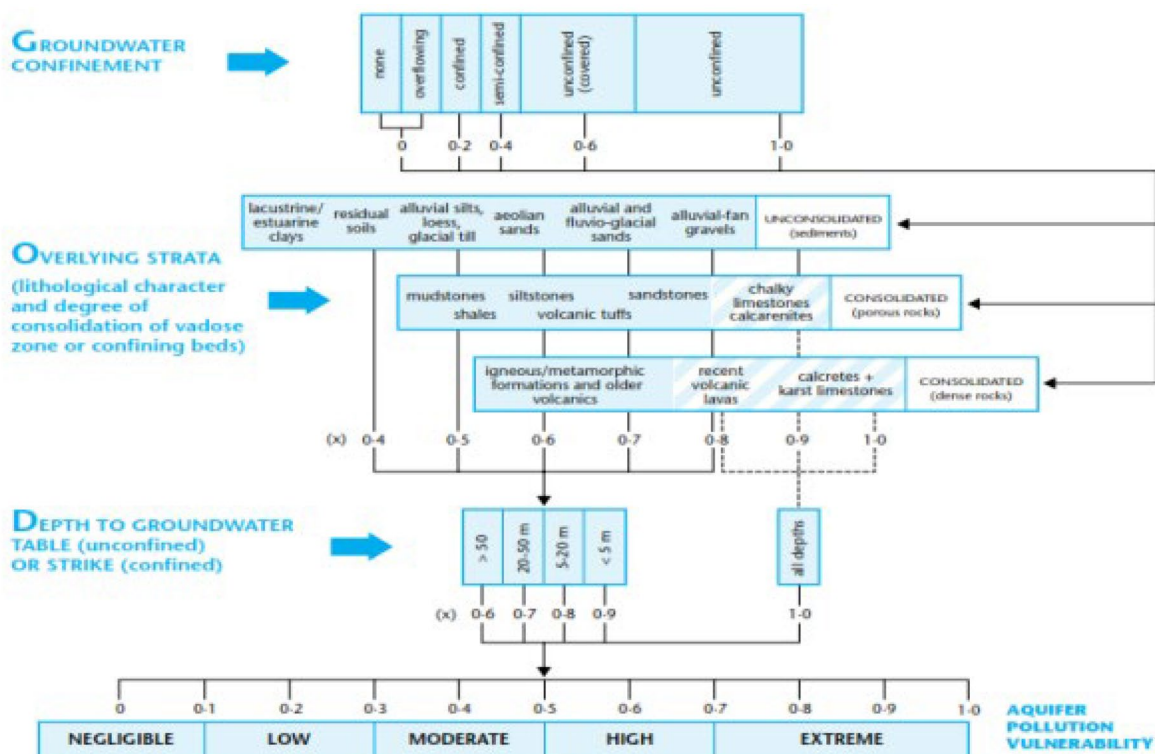 GROUNDWATER
CONFINEMENT
none
overflowing
confined
semi-confined
unconfined
(covered)
unconfined
0
0·2
0·4
0·6
1·0
lacustrine/
estuarine
clays
residual
soils
alluvial silts,
loess,
glacial till
aeolian
sands
alluvial and
fluvio-glacial
sands
alluvial-fan
gravels
UNCONSOLIDATED
(sediments)
OVERLYING STRATA
(lithological character
and degree of
consolidation of vadose
zone or confining beds)
mudstones
shales
siltstones
volcanic tuffs
sandstones
chalky
limestones
calcarenites
CONSOLIDATED
(porous rocks)
igneous/metamorphic
formations and older
volcanics
recent
volcanic
lavas
calcretes +
karst limestones
CONSOLIDATED
(dense rocks)
(x) 0·4 0·5 0·6 0·7 0·8 0·9 1·0
DEPTH TO GROUNDWATER
TABLE (unconfined)
OR STRIKE (confined)
> 50
20-50 m
5-20 m
< 5 m
all depths
(x) 0·6 0·7 0·8 0·9 1·0
0 0·1 0·2 0·3 0·4 0·5 0·6 0·7 0·8 0·9 1·0
NEGLIGIBLE LOW MODERATE HIGH EXTREME
AQUIFER
POLLUTION
VULNERABILITY